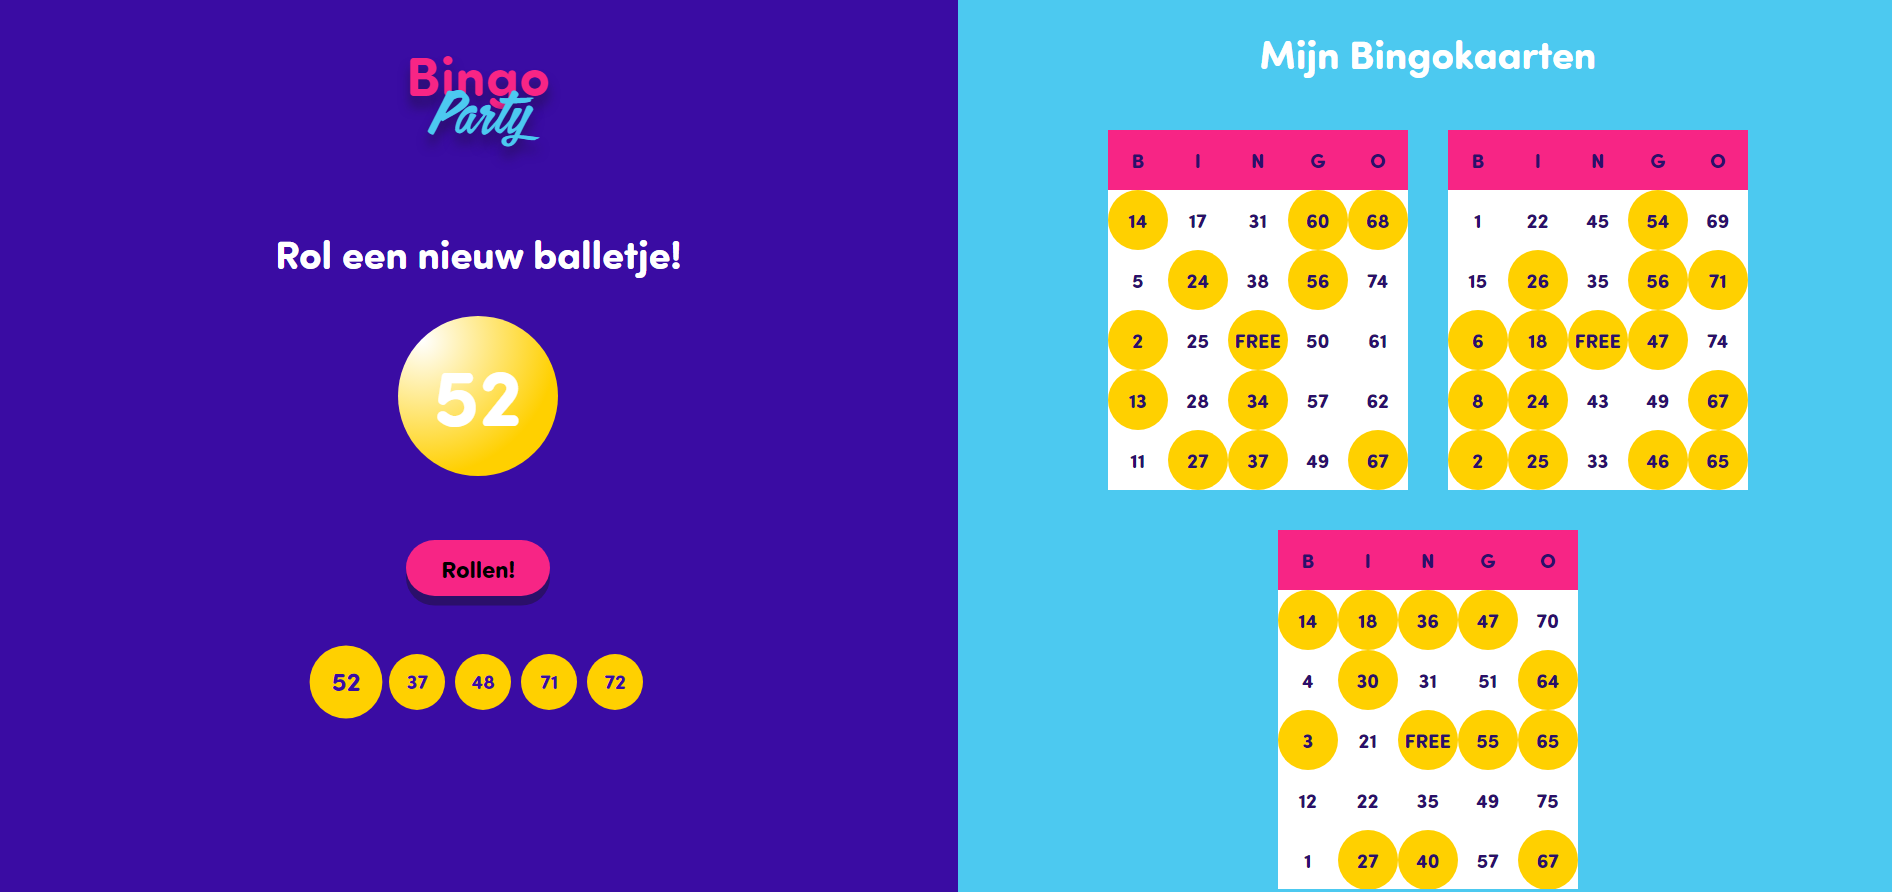 Bingo
Party
Rol een nieuw balletje!
52
Rollen!
52 37 48 71 72
Mijn Bingokaarten
B I N G O
14 17 31 60 68
5 24 38 56 74
2 25 FREE 50 61
13 28 34 57 62
11 27 37 49 67
B I N G O
1 22 45 54 69
15 26 35 56 71
6 18 FREE 47 74
8 24 43 49 67
2 25 33 46 65
B I N G O
14 18 36 47 70
4 30 31 51 64
3 21 FREE 55 65
12 22 35 49 75
1 27 40 57 67